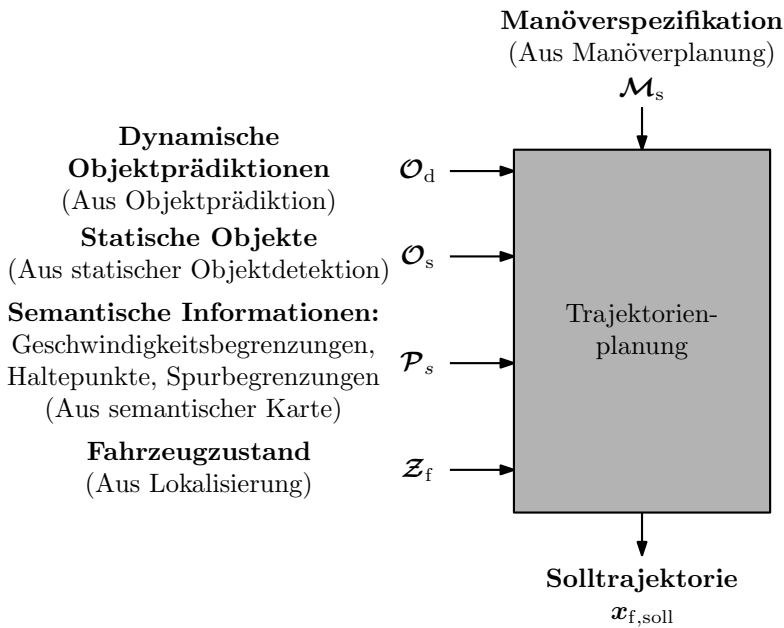 Manöverspezifikation
(Aus Manöverplanung)
𝓜s
Dynamische
Objektprädiktionen
(Aus Objektprädiktion)
𝓞d
Statische Objekte
(Aus statischer Objektdetektion)
𝓞s
Semantische Informationen:
Geschwindigkeitsbegrenzungen,
Haltepunkte, Spurbegrenzungen
(Aus semantischer Karte)
𝓟s
Fahrzeugzustand
(Aus Lokalisierung)
𝓩f
Trajektorien-
planung
Solltrajektorie
xf,soll